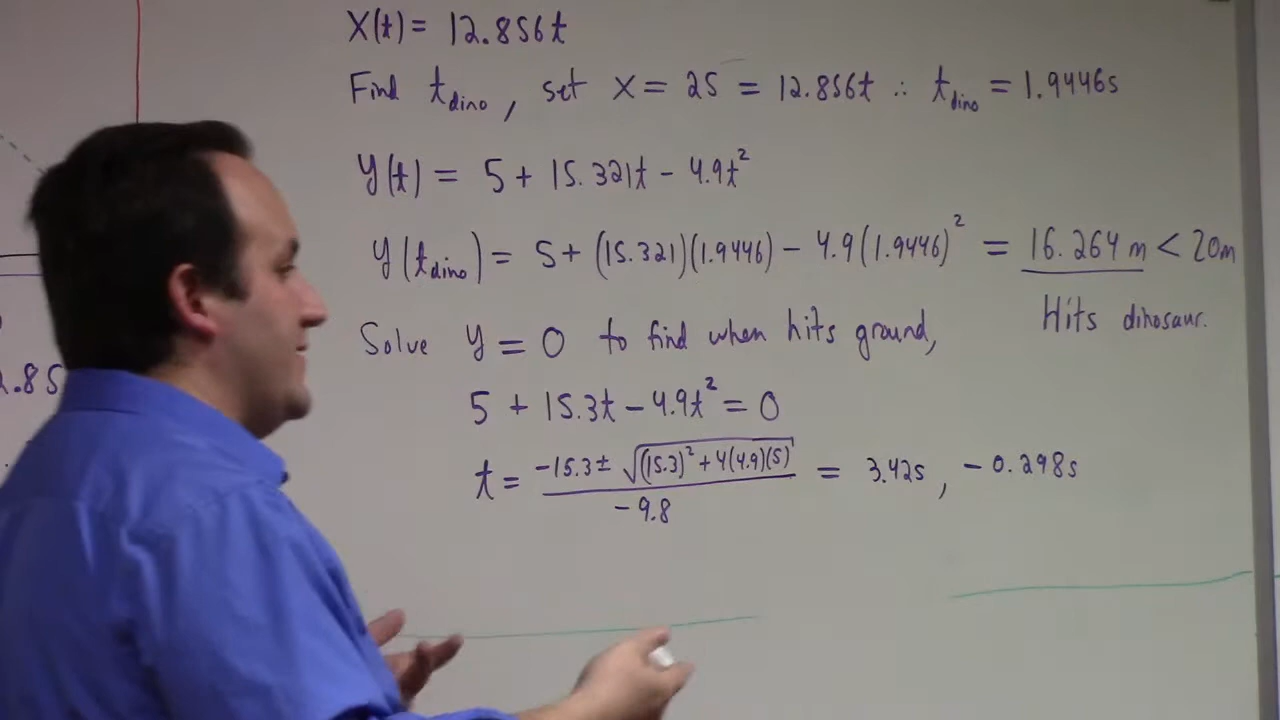 X(t) = 12.856t
Find t_dino, set X = 25 = 12.856t ∴ t_dino = 1.9446s
y(t) = 5 + 15.321t - 4.9t²
y(t_dino) = 5 + (15.321)(1.9446) - 4.9(1.9446)² = 16.264 m < 20m
Hits dinosaur.
Solve y = 0 to find when hits ground,
5 + 15.3t - 4.9t² = 0
t = (-15.3 ± √((15.3)² + 4(4.9)(5))) / -9.8 = 3.42s, -0.298s
2.85